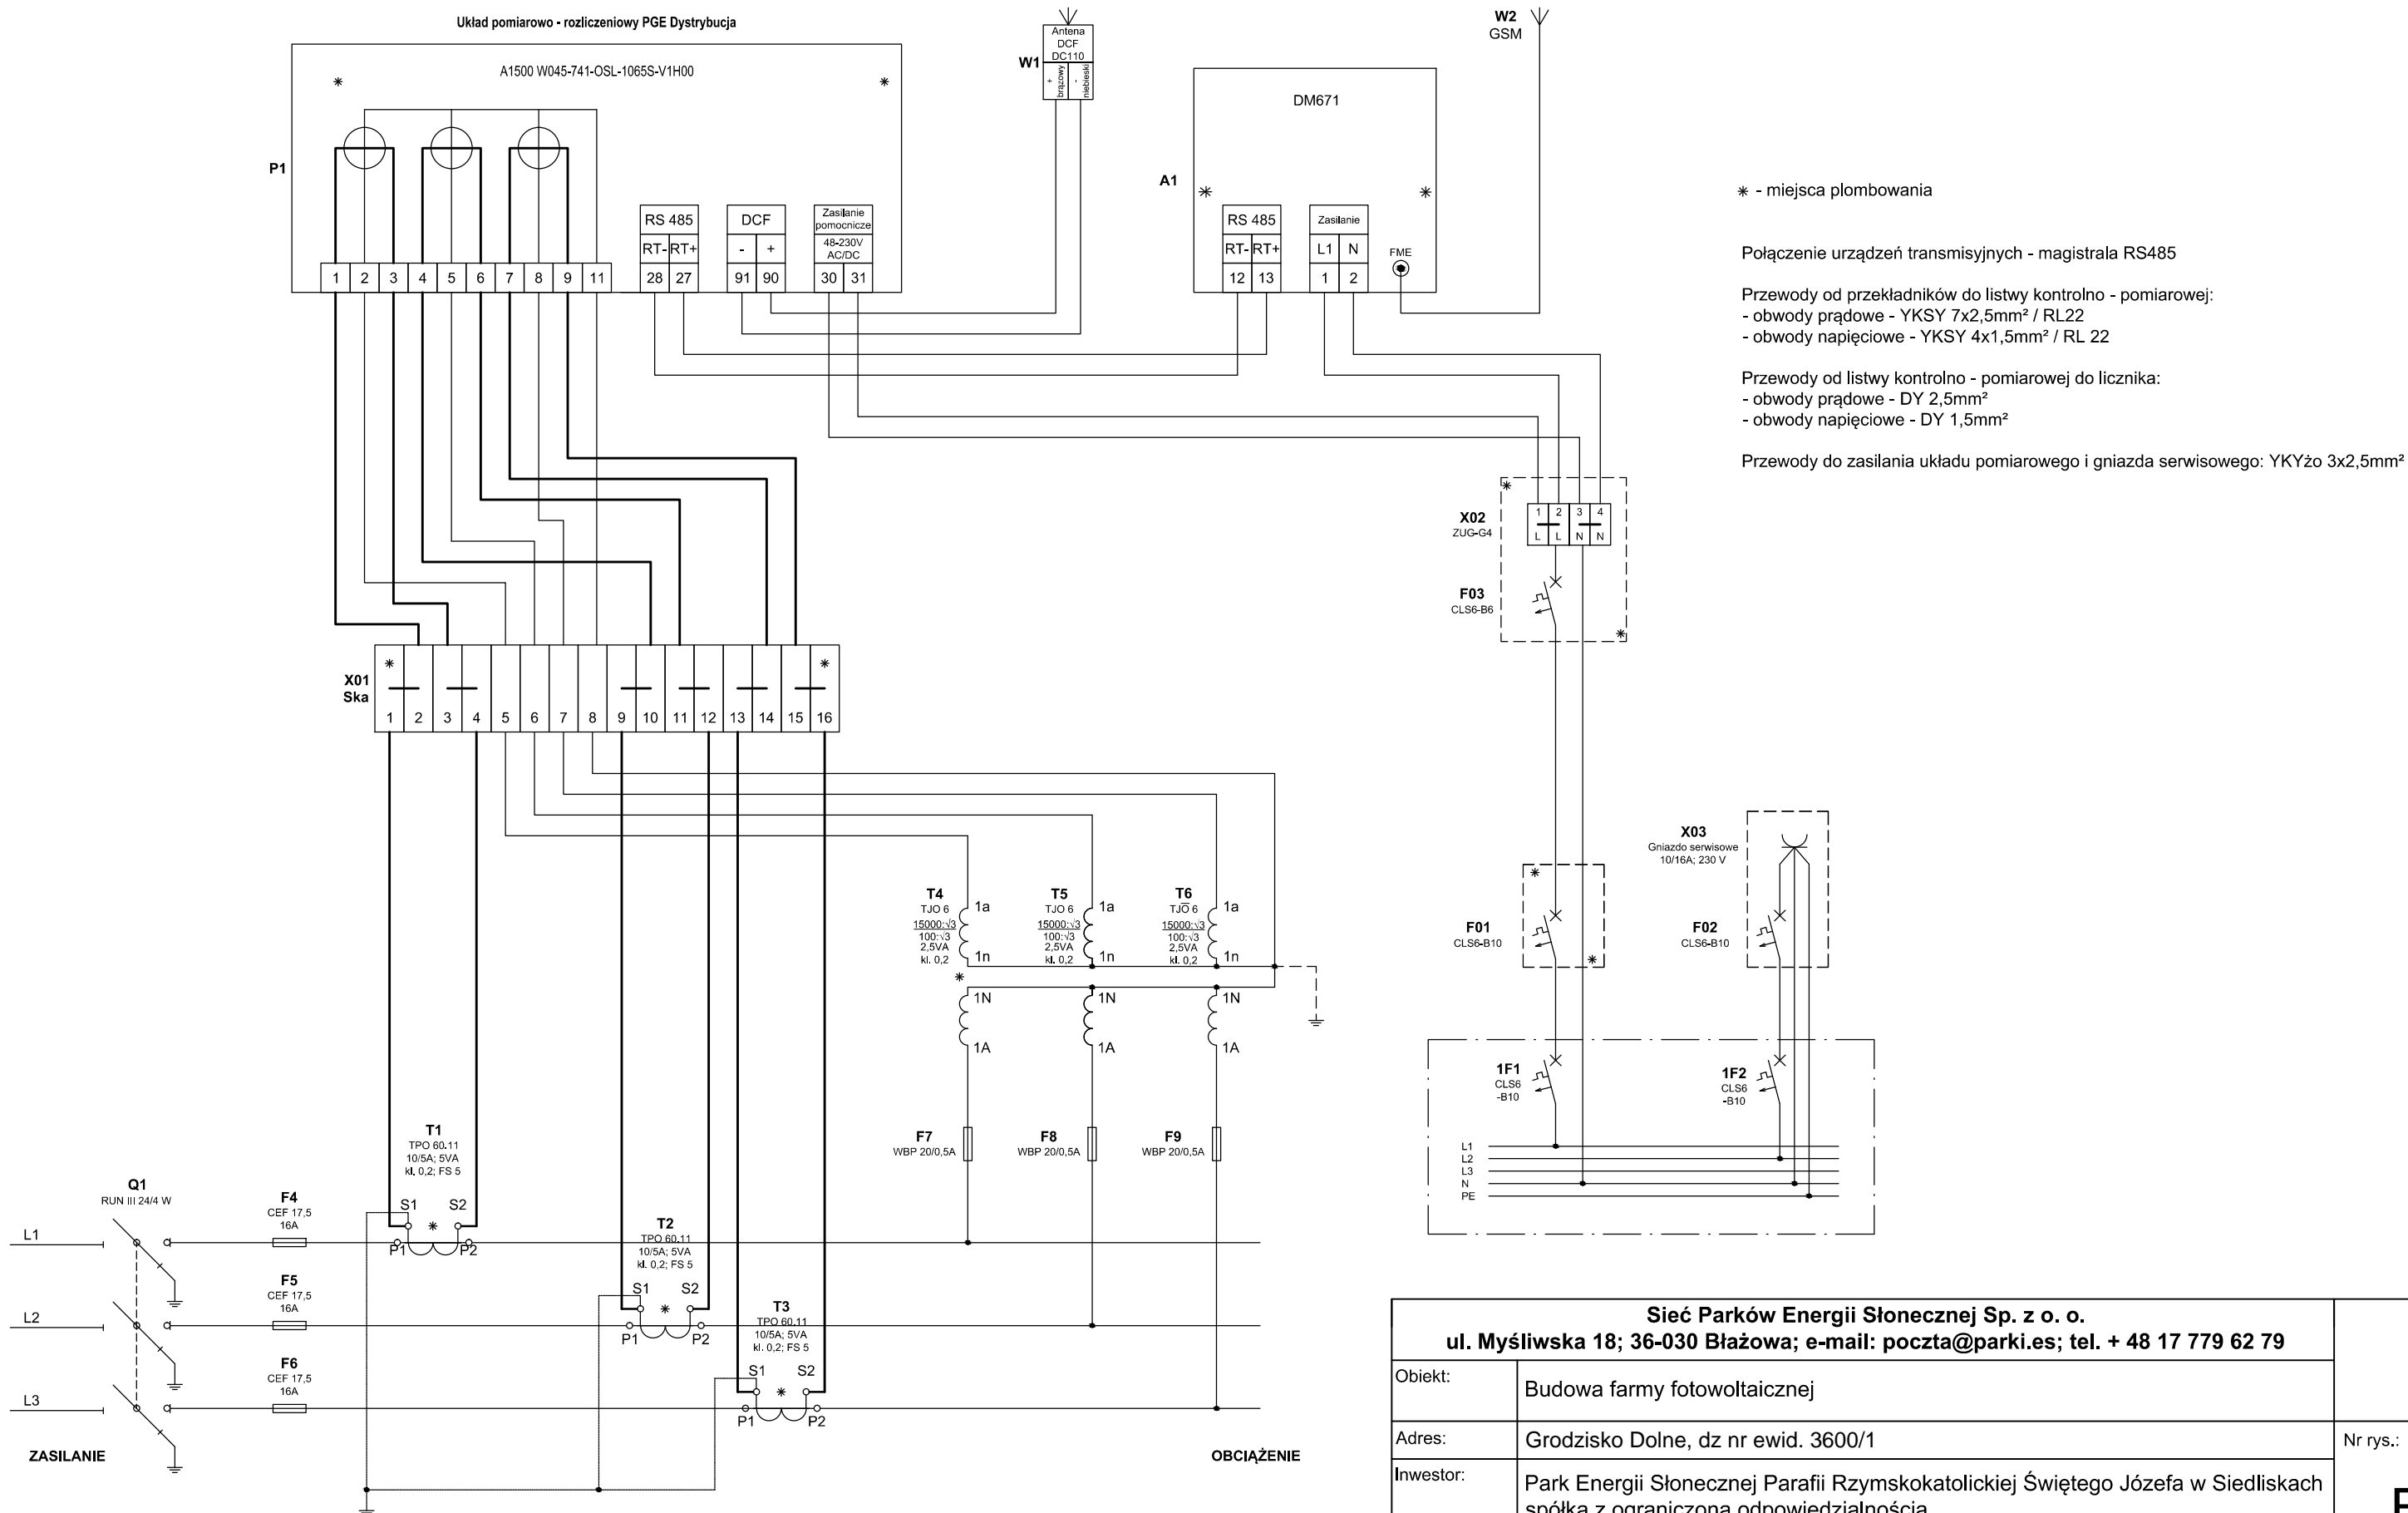 Układ pomiarowo - rozliczeniowy PGE Dystrybucja
A1500 W045-741-OSL-1065S-V1H00
*
*
P1
RS 485
RT- RT+
DCF
- +
Zasilanie
pomocnicze
48-230V
AC/DC
1 2 3 4 5 6 7 8 9 11
28 27
91 90
30 31
W1
Antena
DCF
DC110
+
brązowy
-
niebieski
W2
GSM
A1
DM671
*
*
RS 485
RT- RT+
12 13
Zasilanie
L1 N
1 2
FME
* - miejsca plombowania
Połączenie urządzeń transmisyjnych - magistrala RS485
Przewody od przekładników do listwy kontrolno - pomiarowej:
- obwody prądowe - YKSY 7x2,5mm² / RL22
- obwody napięciowe - YKSY 4x1,5mm² / RL 22
Przewody od listwy kontrolno - pomiarowej do licznika:
- obwody prądowe - DY 2,5mm²
- obwody napięciowe - DY 1,5mm²
Przewody do zasilania układu pomiarowego i gniazda serwisowego: YKYżo 3x2,5mm²
X02
ZUG-G4
*
1 2 3 4
L L N N
F03
CLS6-B6
*
X01
Ska
*
*
1 2 3 4 5 6 7 8 9 10 11 12 13 14 15 16
X03
Gniazdo serwisowe
10/16A; 230 V
F01
CLS6-B10
*
*
F02
CLS6-B10
T4
TJO 6
15000:√3
100:√3
2,5VA
kl. 0,2
1a
1n
T5
TJO 6
15000:√3
100:√3
2,5VA
kl. 0,2
1a
1n
T6
TJO 6
15000:√3
100:√3
2,5VA
kl. 0,2
1a
1n
*
1N
1A
1N
1A
1N
1A
F7
WBP 20/0,5A
F8
WBP 20/0,5A
F9
WBP 20/0,5A
1F1
CLS6
-B10
1F2
CLS6
-B10
L1
L2
L3
N
PE
T1
TPO 60.11
10/5A; 5VA
kl. 0,2; FS 5
S1 * S2
P1 P2
T2
TPO 60.11
10/5A; 5VA
kl. 0,2; FS 5
S1 * S2
P1 P2
T3
TPO 60.11
10/5A; 5VA
kl. 0,2; FS 5
S1 * S2
P1 P2
Q1
RUN III 24/4 W
F4
CEF 17,5
16A
F5
CEF 17,5
16A
F6
CEF 17,5
16A
L1
L2
L3
ZASILANIE
OBCIĄŻENIE
Sieć Parków Energii Słonecznej Sp. z o. o.
ul. Myśliwska 18; 36-030 Błażowa; e-mail: poczta@parki.es; tel. + 48 17 779 62 79
Obiekt:
Budowa farmy fotowoltaicznej
Adres:
Grodzisko Dolne, dz nr ewid. 3600/1
Nr rys.:
Inwestor:
Park Energii Słonecznej Parafii Rzymskokatolickiej Świętego Józefa w Siedliskach
spółka z ograniczoną odpowiedzialnością